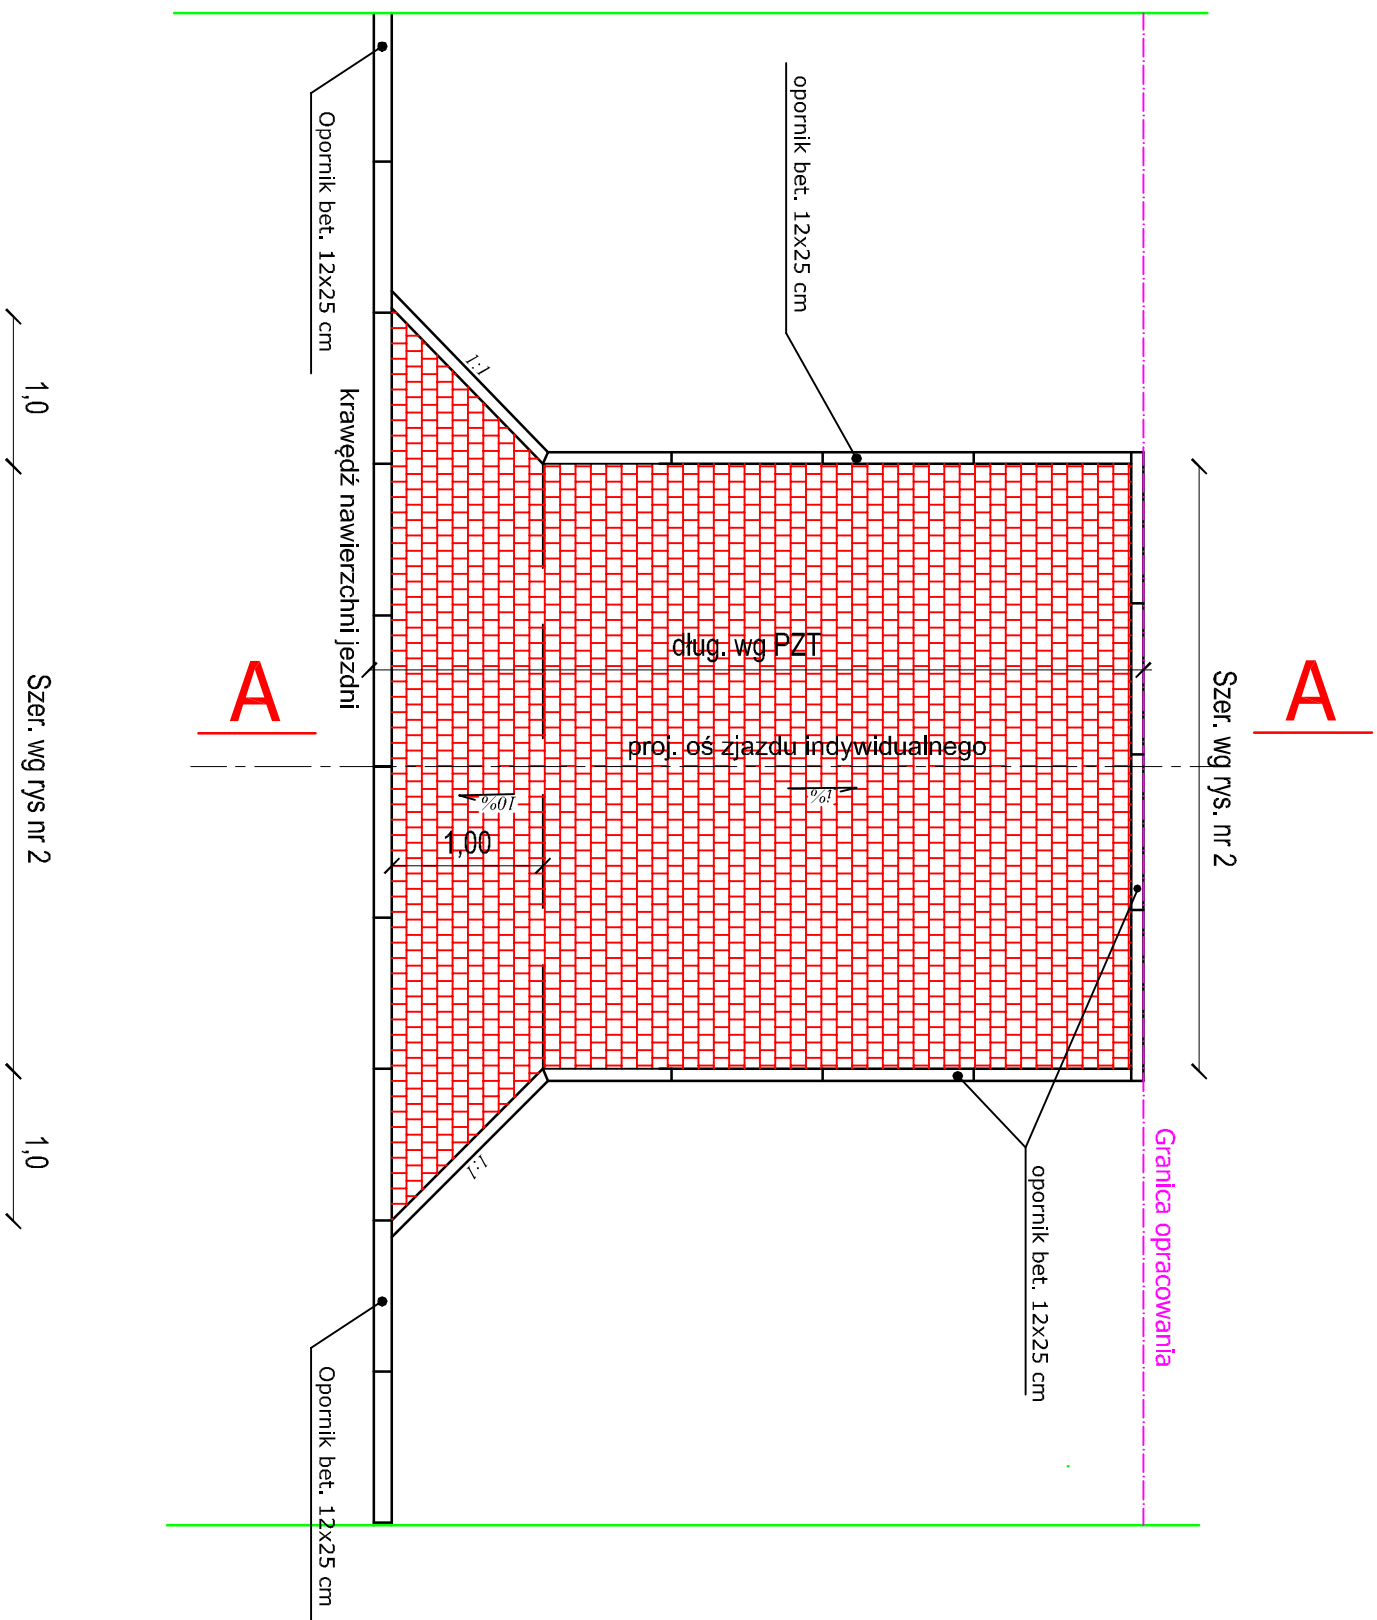 opornik bet. 12x25 cm
Opornik bet. 12x25 cm
1:1
krawędź nawierzchni jezdni
1,0
Szer. wg rys nr 2
1,0
A
A
dług. wg PZT
proj. oś zjazdu indywidualnego
10%
i%
1,00
Szer. wg rys. nr 2
1:1
Granica opracowania
opornik bet. 12x25 cm
Opornik bet. 12x25 cm